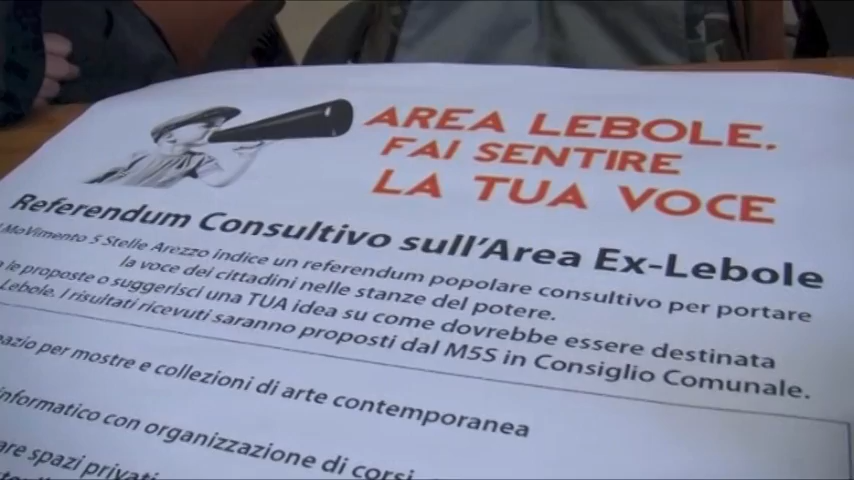 AREA LEBOLE.
FAI SENTIRE
LA TUA VOCE
Referendum Consultivo sull'Area Ex-Lebole
MoVimento 5 Stelle Arezzo indice un referendum popolare consultivo per portare
la voce dei cittadini nelle stanze del potere.
le proposte o suggerisci una TUA idea su come dovrebbe essere destinata
Lebole. I risultati ricevuti saranno proposti dal M5S in Consiglio Comunale.
per mostre e collezioni di arte contemporanea
informatico con organizzazione di corsi
spazi privati